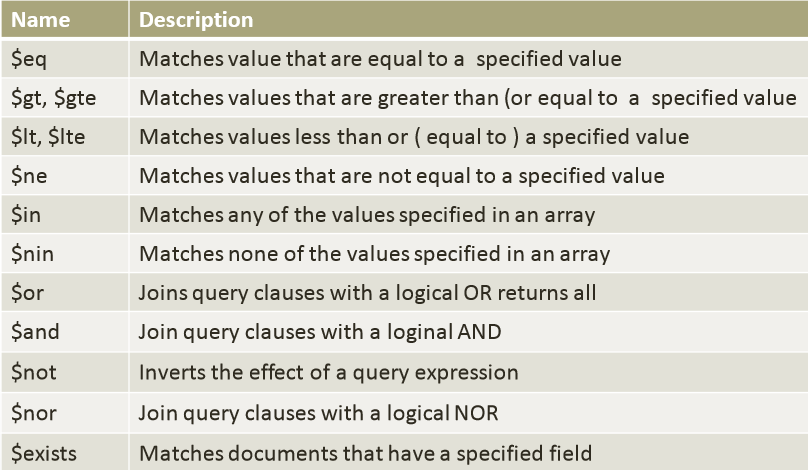 Name Description
$eq Matches value that are equal to a specified value
$gt, $gte Matches values that are greater than (or equal to a specified value
$lt, $lte Matches values less than or ( equal to ) a specified value
$ne Matches values that are not equal to a specified value
$in Matches any of the values specified in an array
$nin Matches none of the values specified in an array
$or Joins query clauses with a logical OR returns all
$and Join query clauses with a loginal AND
$not Inverts the effect of a query expression
$nor Join query clauses with a logical NOR
$exists Matches documents that have a specified field